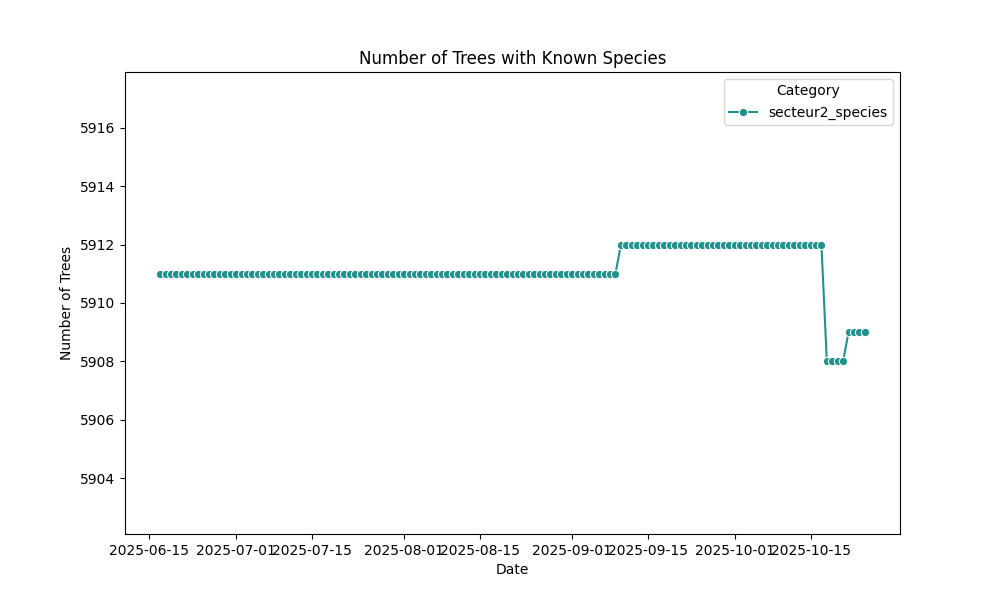 Number of Trees with Known Species
Category
secteur2_species
Number of Trees
5916
5914
5912
5910
5908
5906
5904
2025-06-15 2025-07-01 2025-07-15 2025-08-01 2025-08-15 2025-09-01 2025-09-15 2025-10-01 2025-10-15
Date